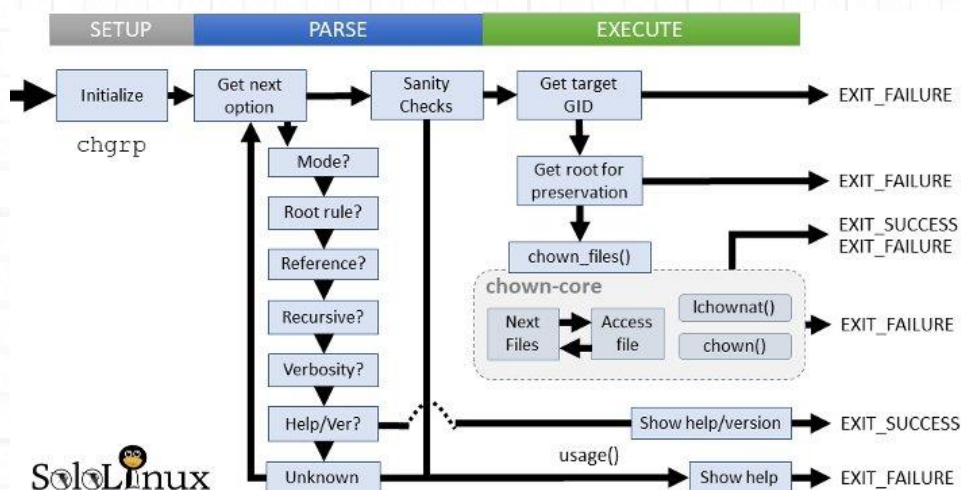 SETUP
PARSE
EXECUTE
Initialize
Get next
option
Sanity
Checks
Get target
GID
EXIT_FAILURE
chgrp
Mode?
Get root for
preservation
EXIT_FAILURE
Root rule?
EXIT_SUCCESS
EXIT_FAILURE
Reference?
chown_files()
chown-core
lchownat()
Recursive?
Next
Files
Access
file
chown()
EXIT_FAILURE
Verbosity?
Help/Ver?
Show help/version
EXIT_SUCCESS
usage()
SoloLinux
Unknown
Show help
EXIT_FAILURE